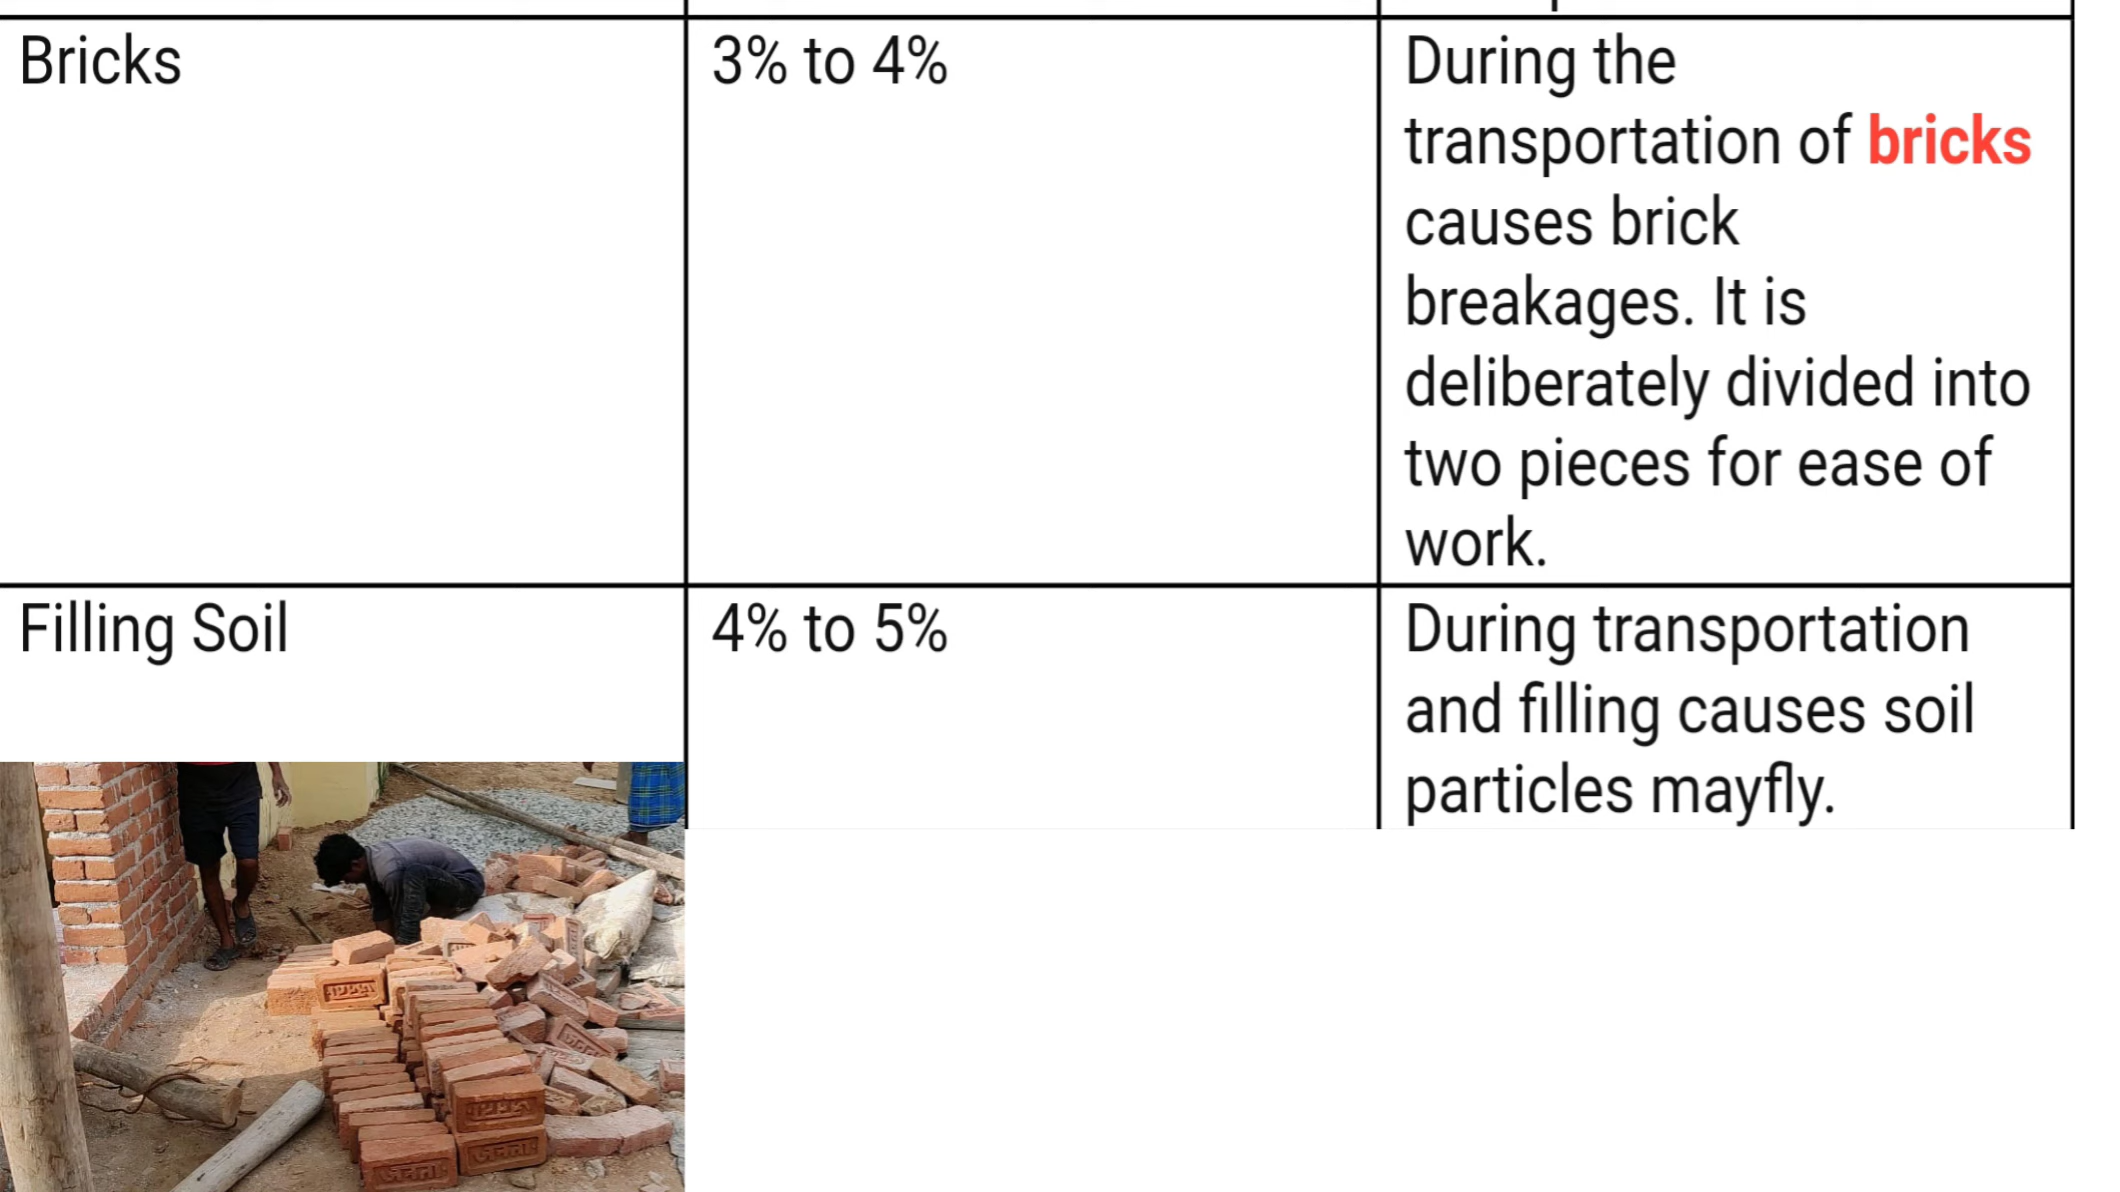 Bricks
3% to 4%
During the
transportation of bricks
causes brick
breakages. It is
deliberately divided into
two pieces for ease of
work.
Filling Soil
4% to 5%
During transportation
and filling causes soil
particles mayfly.
जनता